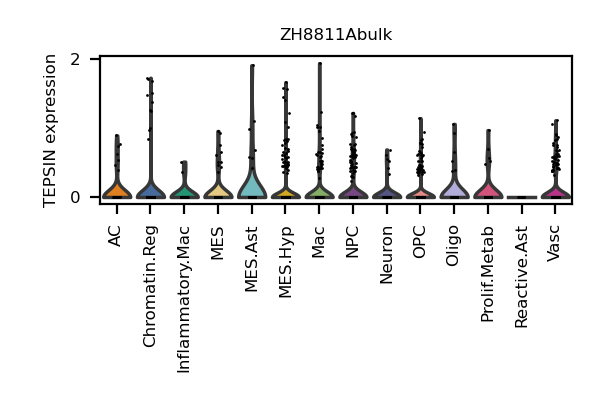 ZH8811Abulk
TEPSIN expression
2
0
AC
Chromatin.Reg
Inflammatory.Mac
MES
MES.Ast
MES.Hyp
Mac
NPC
Neuron
OPC
Oligo
Prolif.Metab
Reactive.Ast
Vasc